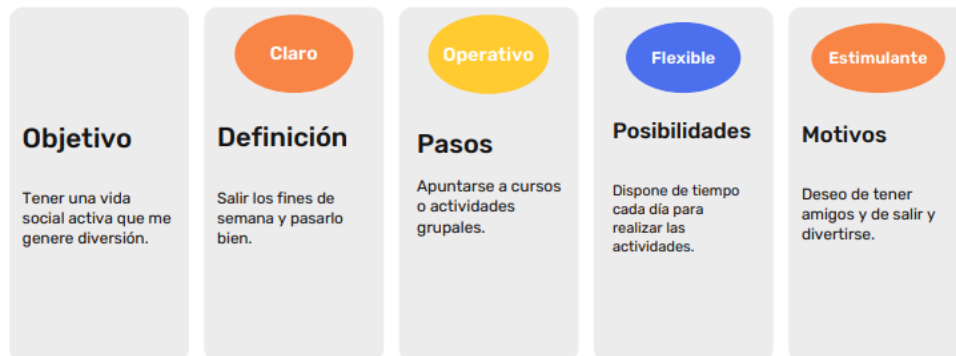 Objetivo
Tener una vida
social activa que me
genere diversión.
Claro
Definición
Salir los fines de
semana y pasarlo
bien.
Operativo
Pasos
Apuntarse a cursos
o actividades
grupales.
Flexible
Posibilidades
Dispone de tiempo
cada día para
realizar las
actividades.
Estimulante
Motivos
Deseo de tener
amigos y de salir y
divertirse.